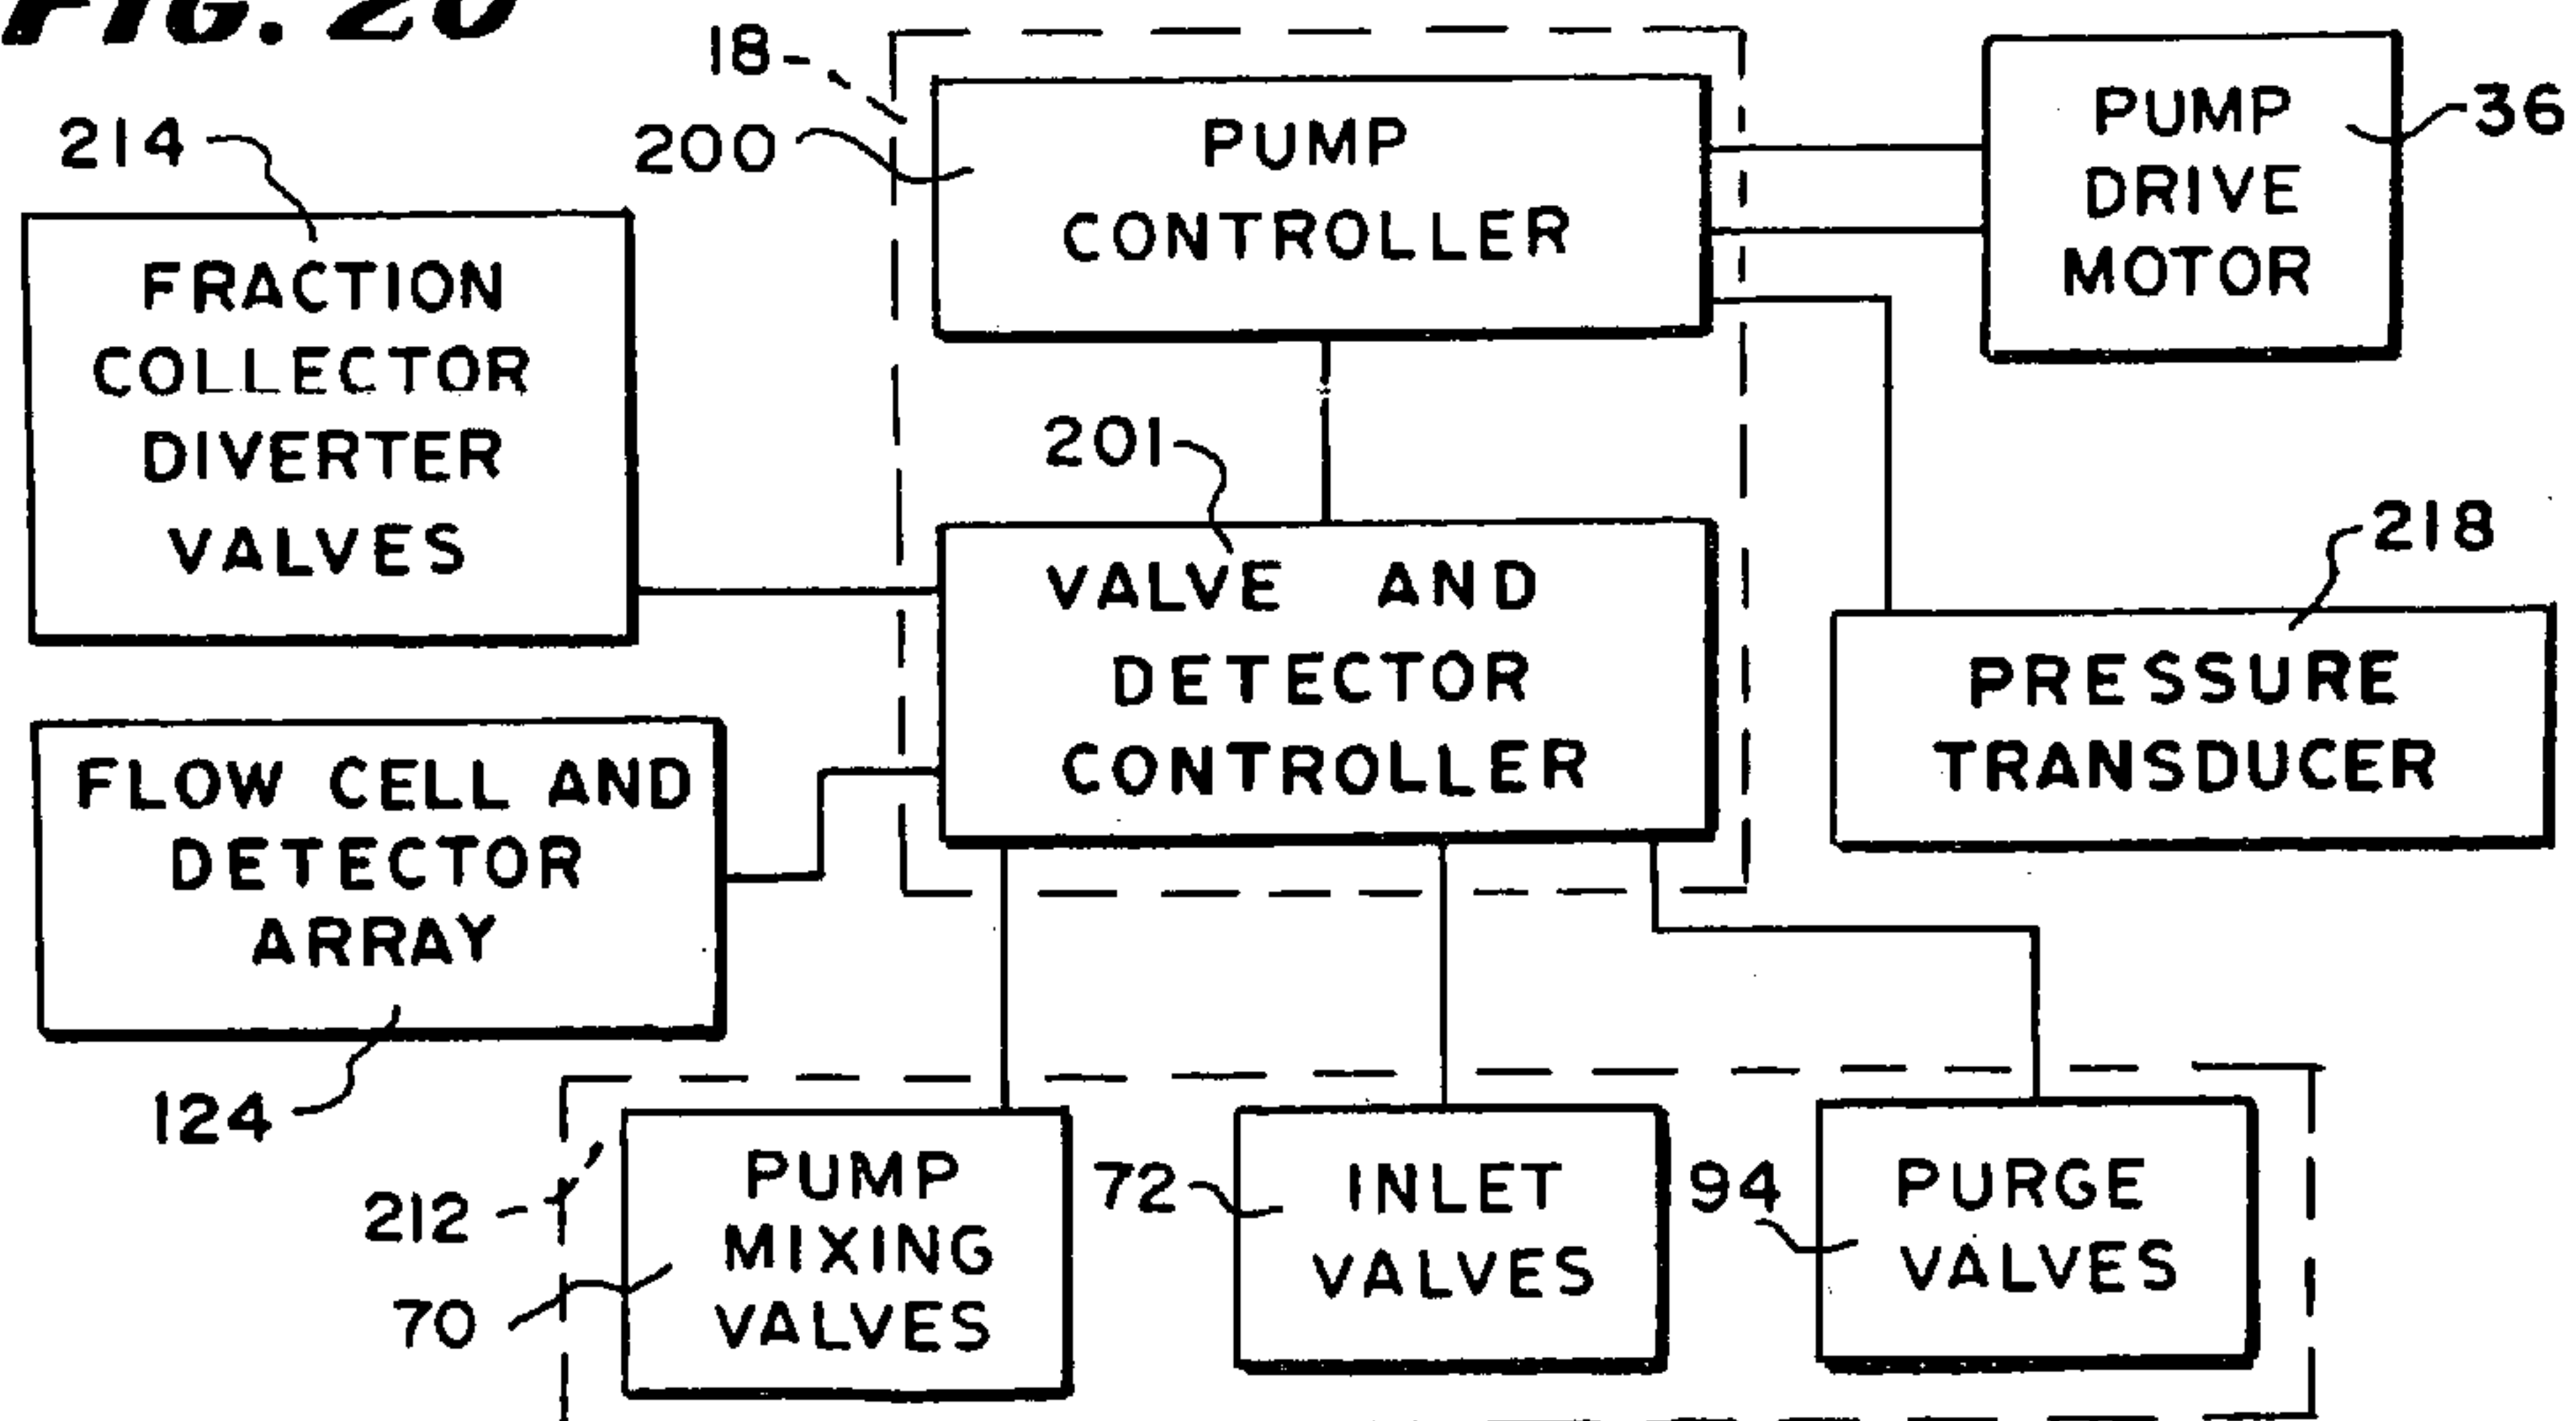 FIG. 20
18
200
PUMP
CONTROLLER
PUMP
DRIVE
MOTOR
36
214
FRACTION
COLLECTOR
DIVERTER
VALVES
201
VALVE AND
DETECTOR
CONTROLLER
218
PRESSURE
TRANSDUCER
FLOW CELL AND
DETECTOR
ARRAY
124
212
70
PUMP
MIXING
VALVES
72
INLET
VALVES
94
PURGE
VALVES